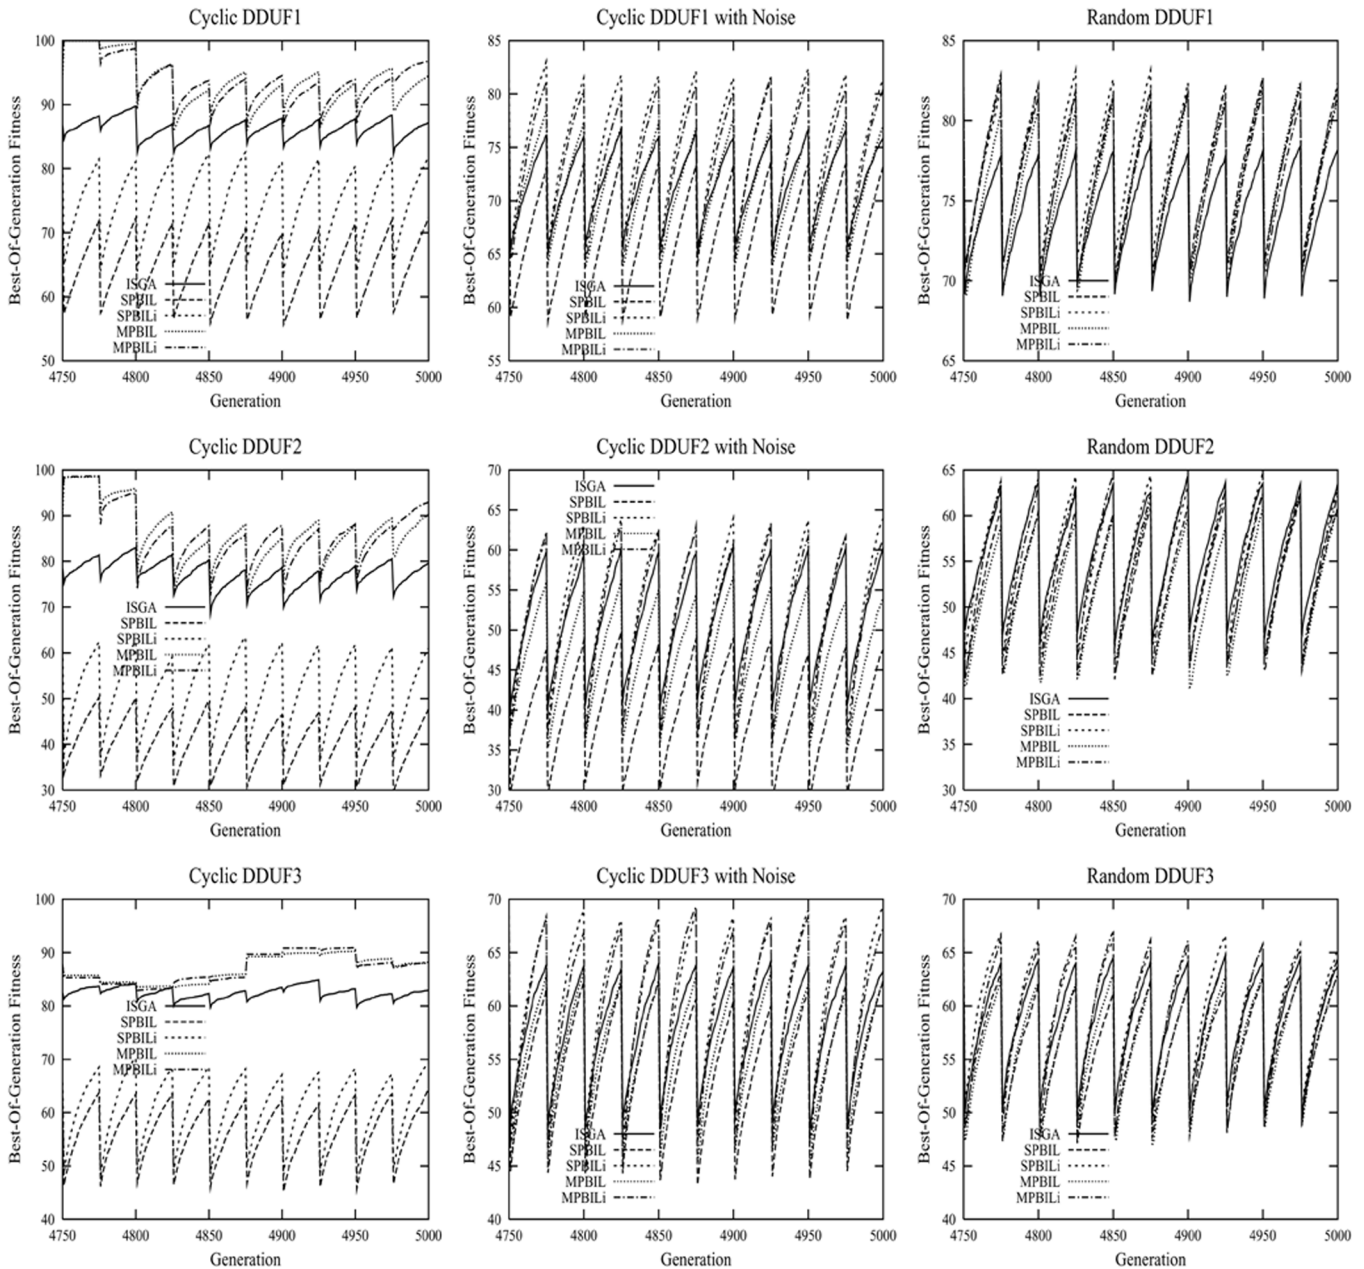 Cyclic DDUF1
Best-Of-Generation Fitness
100
90
80
70
60
50
ISGA
SPBIL
SPBILi
MPBIL
MPBILi
4750 4800 4850 4900 4950 5000
Generation
Cyclic DDUF1 with Noise
Best-Of-Generation Fitness
85
80
75
70
65
60
55
ISGA
SPBIL
SPBILi
MPBIL
MPBILi
4750 4800 4850 4900 4950 5000
Generation
Random DDUF1
Best-Of-Generation Fitness
85
80
75
70
65
ISGA
SPBIL
SPBILi
MPBIL
MPBILi
4750 4800 4850 4900 4950 5000
Generation
Cyclic DDUF2
Best-Of-Generation Fitness
100
90
80
70
60
50
40
30
ISGA
SPBIL
SPBILi
MPBIL
MPBILi
4750 4800 4850 4900 4950 5000
Generation
Cyclic DDUF2 with Noise
Best-Of-Generation Fitness
70
65
60
55
50
45
40
35
30
ISGA
SPBIL
SPBILi
MPBIL
MPBILi
4750 4800 4850 4900 4950 5000
Generation
Random DDUF2
Best-Of-Generation Fitness
65
60
55
50
45
40
35
30
ISGA
SPBIL
SPBILi
MPBIL
MPBILi
4750 4800 4850 4900 4950 5000
Generation
Cyclic DDUF3
Best-Of-Generation Fitness
100
90
80
70
60
50
40
ISGA
SPBIL
SPBILi
MPBIL
MPBILi
4750 4800 4850 4900 4950 5000
Generation
Cyclic DDUF3 with Noise
Best-Of-Generation Fitness
70
65
60
55
50
45
40
ISGA
SPBIL
SPBILi
MPBIL
MPBILi
4750 4800 4850 4900 4950 5000
Generation
Random DDUF3
Best-Of-Generation Fitness
70
65
60
55
50
45
40
ISGA
SPBIL
SPBILi
MPBIL
MPBILi
4750 4800 4850 4900 4950 5000
Generation